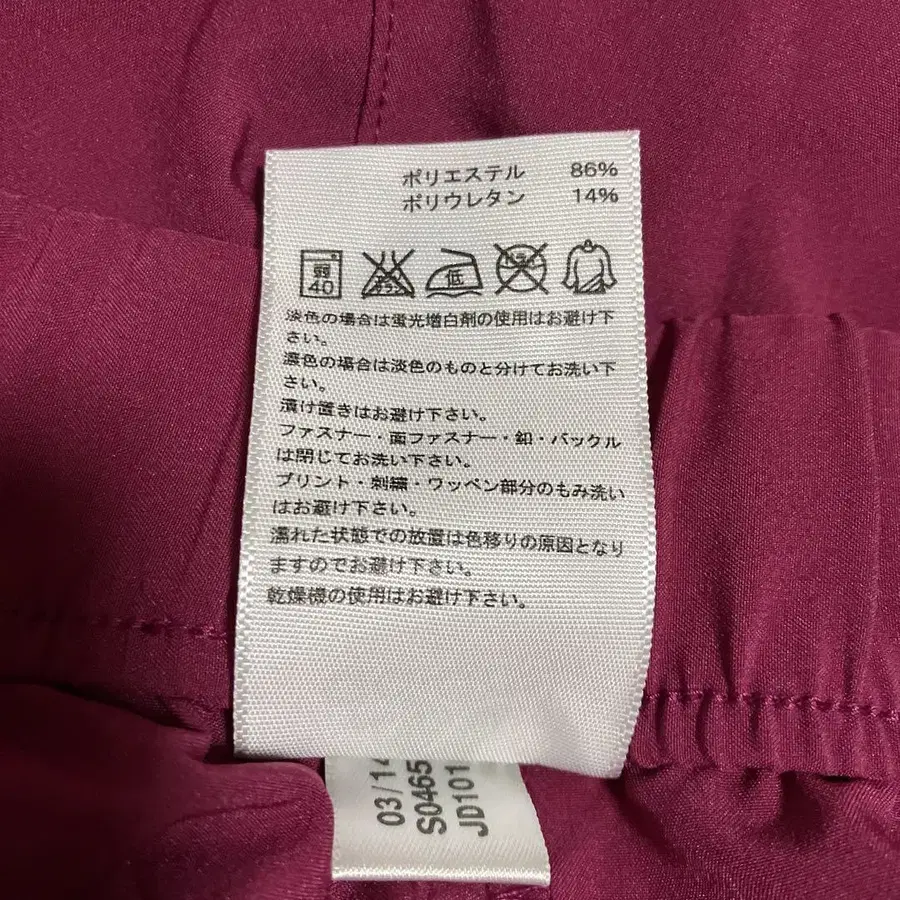 ポリエステル 86%
ポリウレタン 14%
弱 40 低
淡色の場合は蛍光増白剤の使用はお避け下
さい。
濃色の場合は淡色のものと分けてお洗い下
さい。
漬け置きはお避け下さい。
ファスナー・面ファスナー・釦・バックル
は閉じてお洗い下さい。
プリント・刺繍・ワッペン部分のもみ洗い
はお避け下さい。
濡れた状態での放置は色移りの原因となり
ますのでお避け下さい。
乾燥機の使用はお避け下さい。
03/14
S0465
JD101